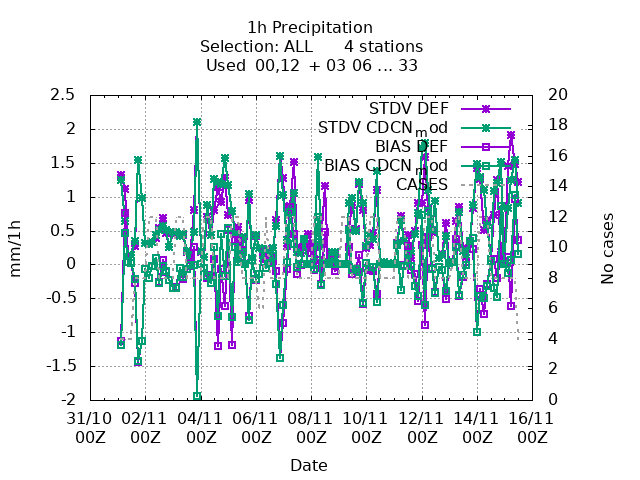 1h Precipitation
Selection: ALL 4 stations
Used 00,12 + 03 06 ... 33
STDV DEF
STDV CDCN_mod
BIAS DEF
BIAS CDCN_mod
CASES
2.5
2
1.5
1
0.5
0
-0.5
-1
-1.5
-2
mm/1h
20
18
16
14
12
10
8
6
4
2
0
No cases
31/10 02/11 04/11 06/11 08/11 10/11 12/11 14/11 16/11
00Z 00Z 00Z 00Z 00Z 00Z 00Z 00Z 00Z
Date